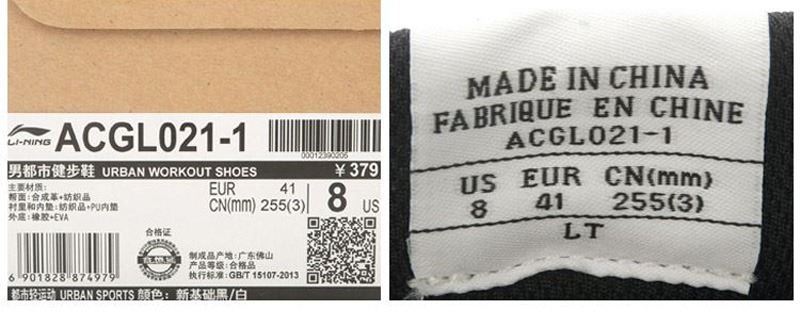 LI-NING ACGL021-1
00012390205
男都市健步鞋 URBAN WORKOUT SHOES ¥379
主要材质:
帮面:合成革+纺织品
衬里和内垫:纺织品+PU内垫
外底:橡胶+EVA
EUR 41
CN(mm) 255(3)
8 US
合格证
制成品产地:广东佛山
产品等级:合格品
执行标准:GB/T 15107-2013
6 901828 874979
都市轻运动 URBAN SPORTS 颜色:新基础黑/白
MADE IN CHINA
FABRIQUE EN CHINE
ACGL021-1
US EUR CN(mm)
8 41 255(3)
LT